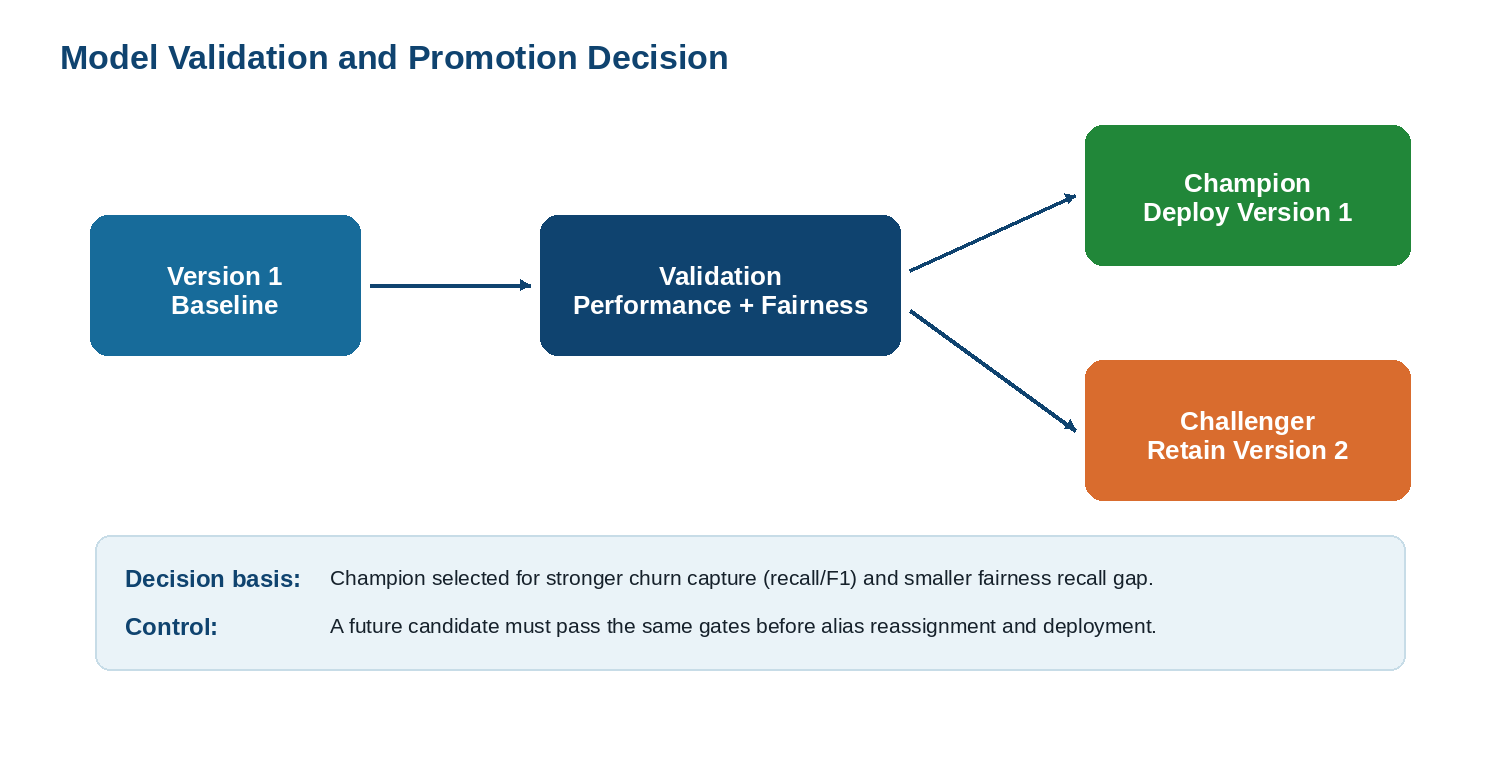 Model Validation and Promotion Decision
Version 1
Baseline
Validation
Performance + Fairness
Champion
Deploy Version 1
Challenger
Retain Version 2
Decision basis: Champion selected for stronger churn capture (recall/F1) and smaller fairness recall gap.
Control: A future candidate must pass the same gates before alias reassignment and deployment.